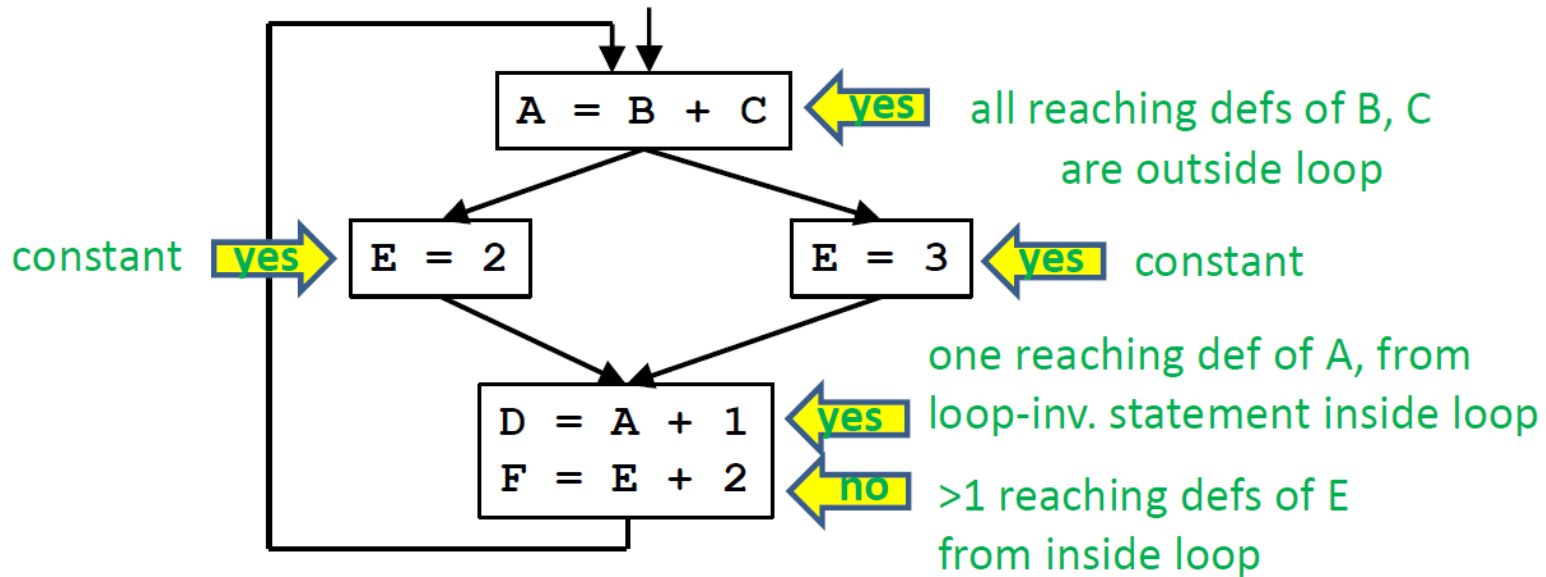 A = B + C
yes
all reaching defs of B, C
are outside loop
constant
yes
E = 2
E = 3
yes
constant
D = A + 1
F = E + 2
yes
one reaching def of A, from
loop-inv. statement inside loop
no
>1 reaching defs of E
from inside loop